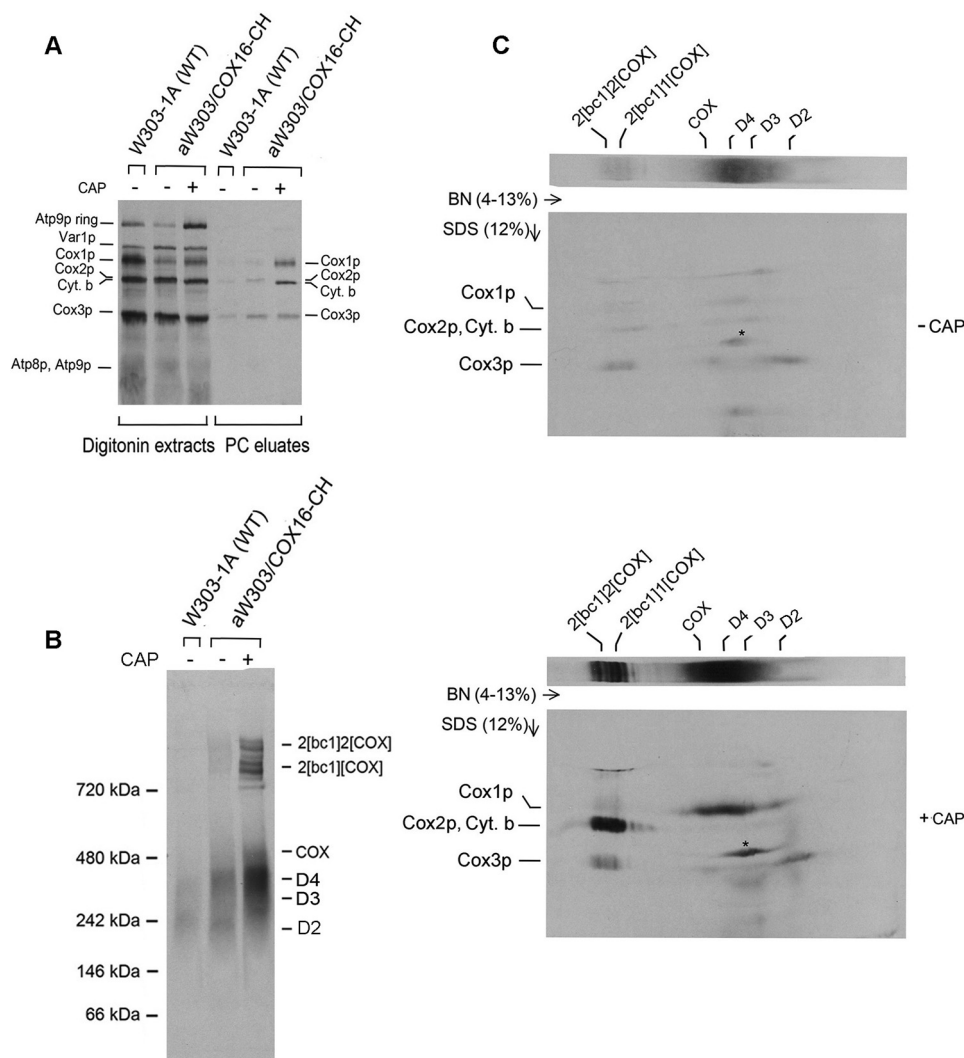 A
W303-1A (WT)
aW303/COX16-CH
W303-1A (WT)
aW303/COX16-CH
CAP - - + - - +
Atp9p ring
Var1p
Cox1p
Cox2p
Cyt. b
Cox3p
Atp8p, Atp9p
Cox1p
Cox2p
Cyt. b
Cox3p
Digitonin extracts PC eluates
B
W303-1A (WT)
aW303/COX16-CH
CAP - - +
2[bc1]2[COX]
2[bc1][COX]
720 kDa
480 kDa
COX
D4
D3
242 kDa
D2
146 kDa
66 kDa
C
2[bc1]2[COX]
2[bc1]1[COX]
COX
D4
D3
D2
BN (4-13%) →
SDS (12%) ↓
Cox1p
Cox2p, Cyt. b
*
Cox3p
- CAP
2[bc1]2[COX]
2[bc1]1[COX]
COX
D4
D3
D2
BN (4-13%) →
SDS (12%) ↓
Cox1p
Cox2p, Cyt. b
*
Cox3p
+ CAP